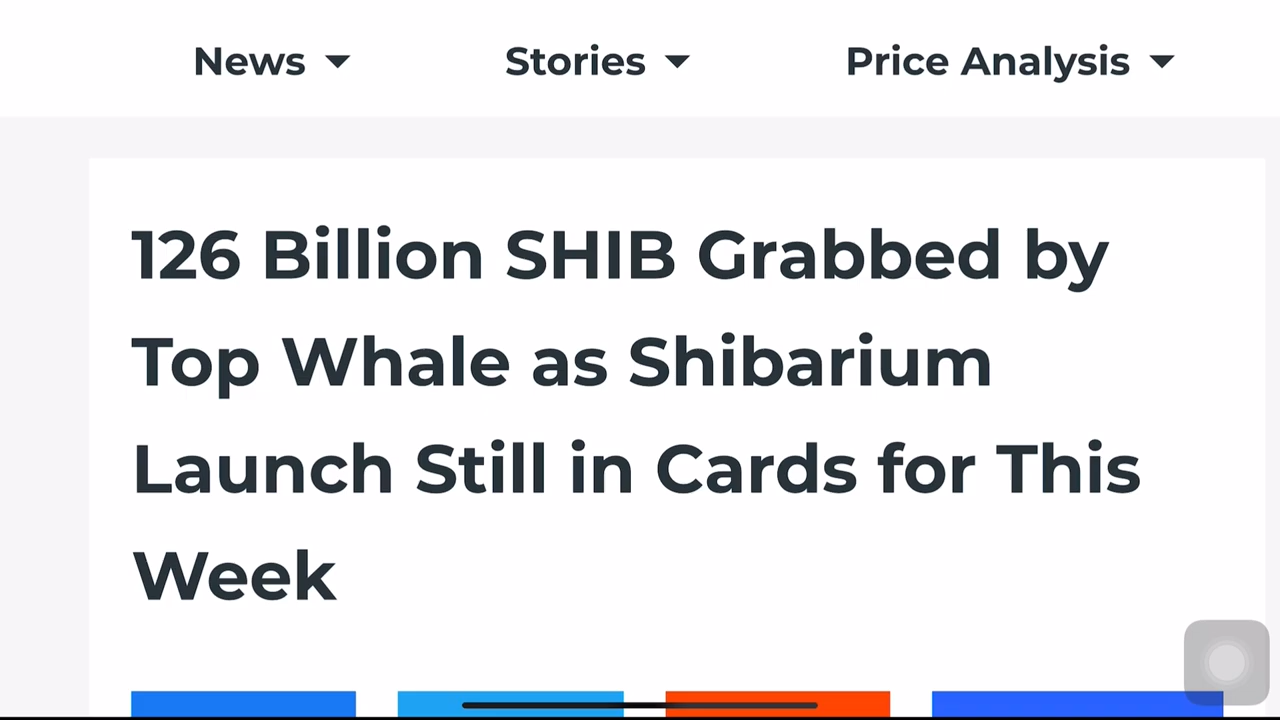 News Stories Price Analysis
126 Billion SHIB Grabbed by
Top Whale as Shibarium
Launch Still in Cards for This
Week